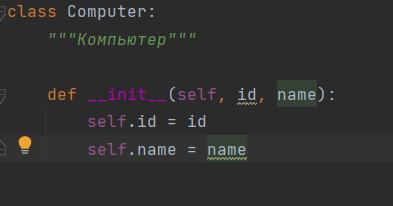 class Computer:
"""Компьютер"""
def __init__(self, id, name):
self.id = id
self.name = name